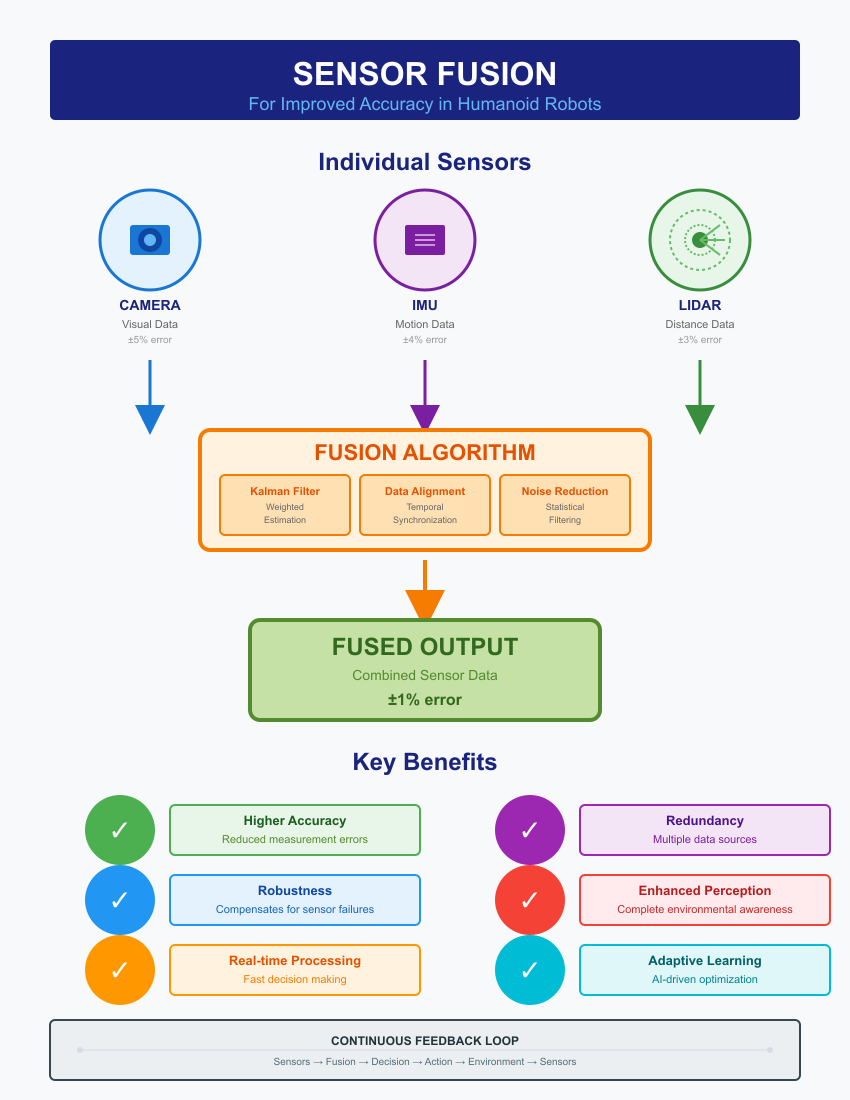 SENSOR FUSION
For Improved Accuracy in Humanoid Robots
Individual Sensors
CAMERA
Visual Data
±5% error
IMU
Motion Data
±4% error
LIDAR
Distance Data
±3% error
FUSION ALGORITHM
Kalman Filter
Weighted
Estimation
Data Alignment
Temporal
Synchronization
Noise Reduction
Statistical
Filtering
FUSED OUTPUT
Combined Sensor Data
±1% error
Key Benefits
✓
Higher Accuracy
Reduced measurement errors
✓
Redundancy
Multiple data sources
✓
Robustness
Compensates for sensor failures
✓
Enhanced Perception
Complete environmental awareness
✓
Real-time Processing
Fast decision making
✓
Adaptive Learning
AI-driven optimization
CONTINUOUS FEEDBACK LOOP
Sensors → Fusion → Decision → Action → Environment → Sensors